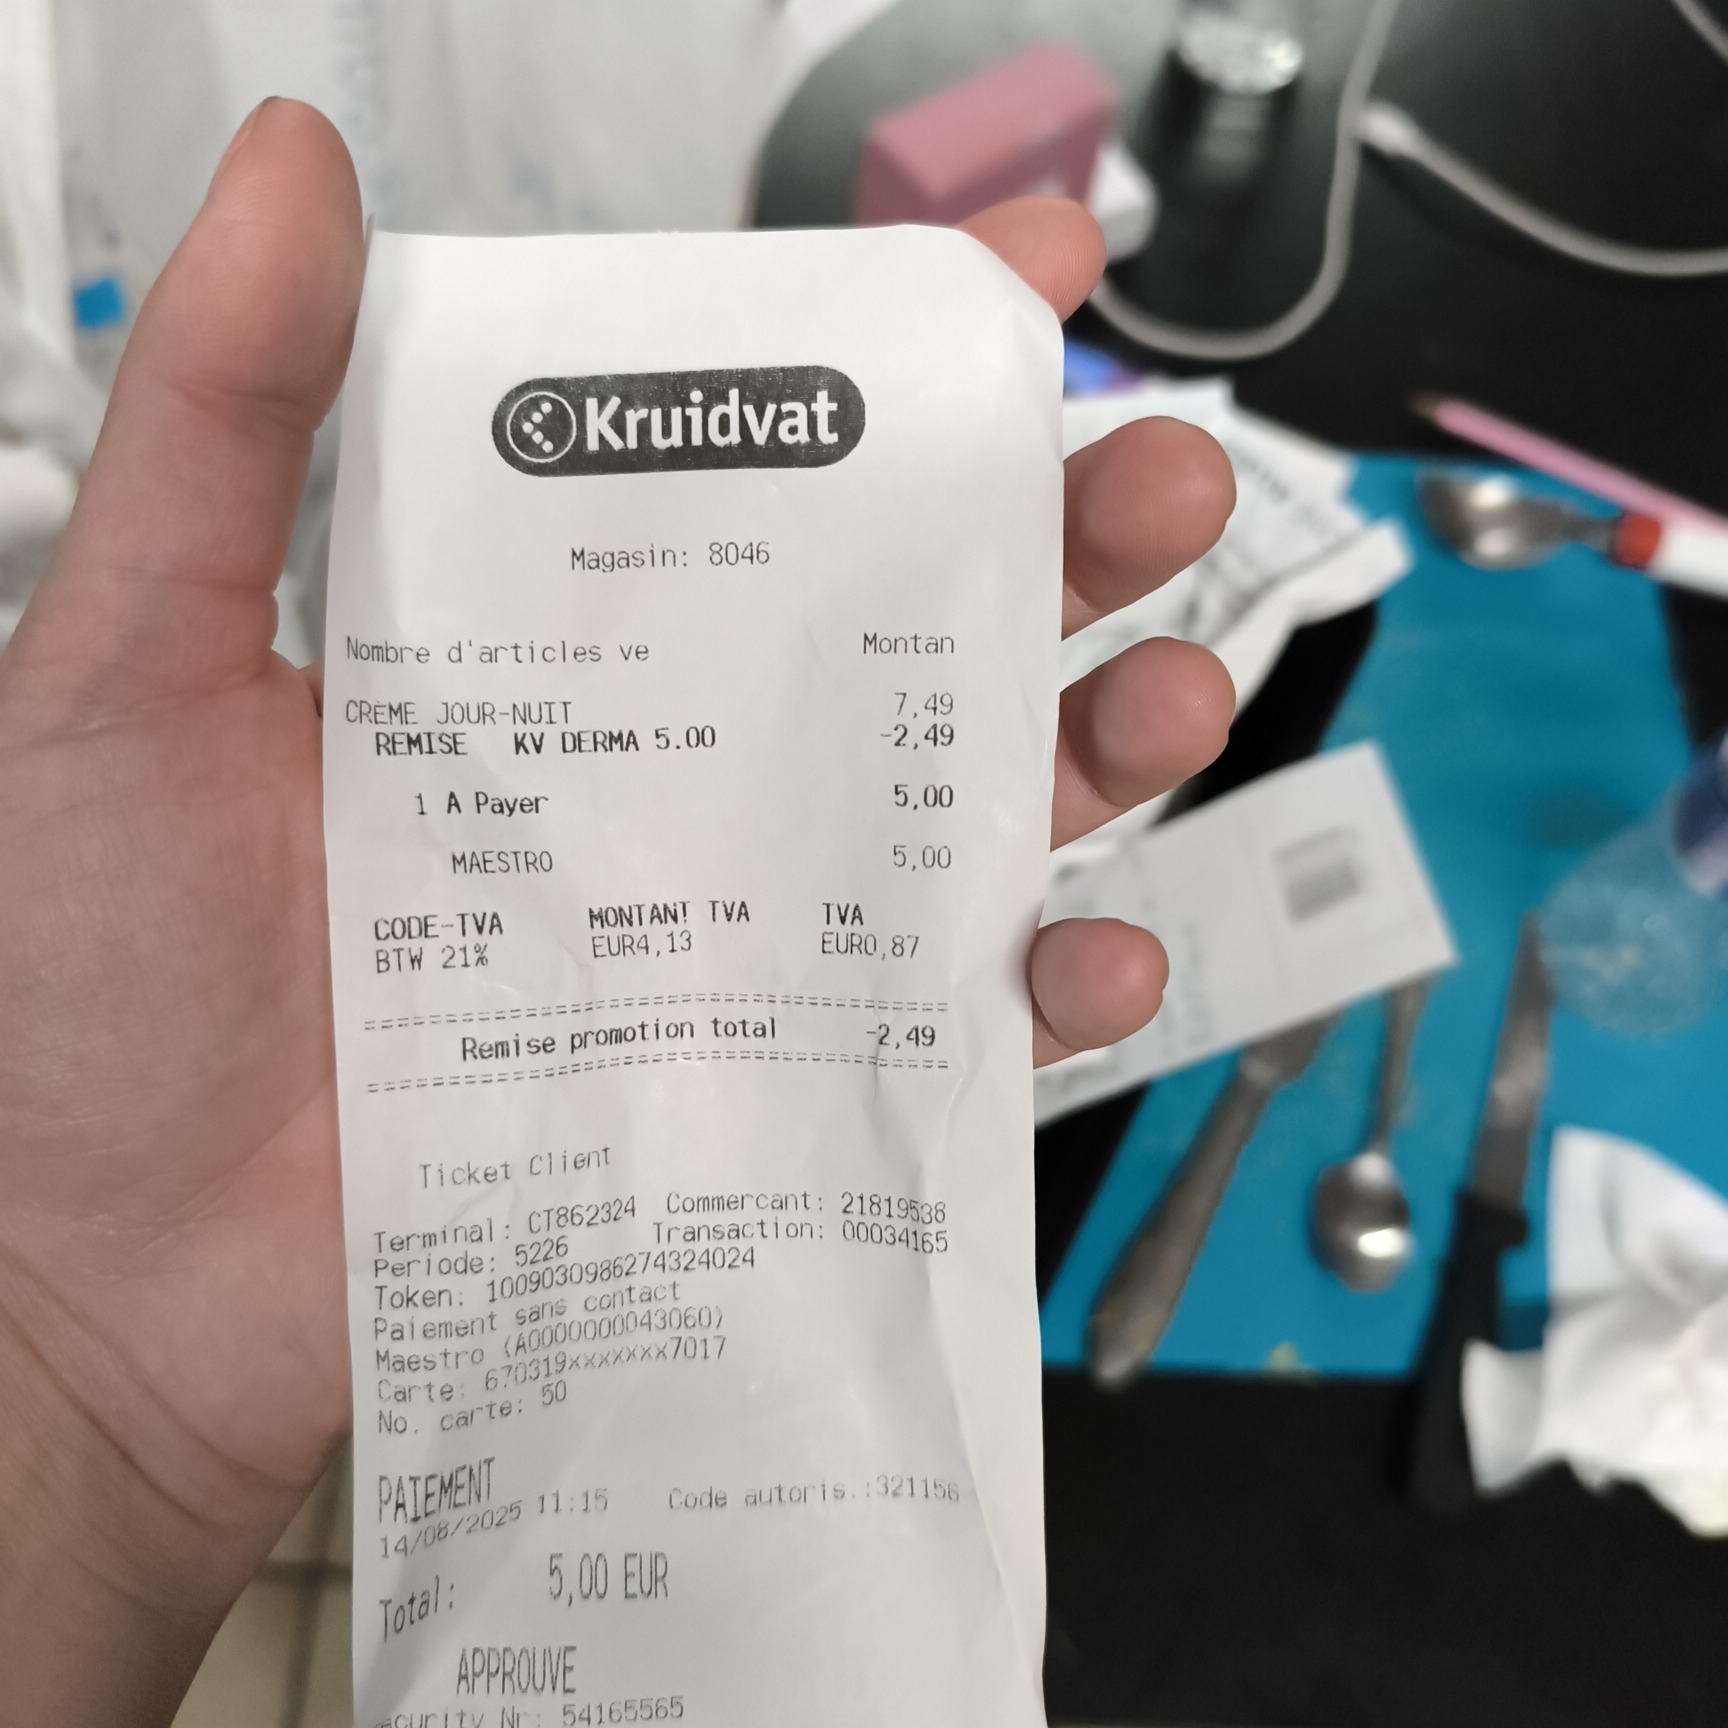 Kruidvat
Magasin: 8046
Nombre d'articles ve Montan
CRÈME JOUR-NUIT 7,49
REMISE KV DERMA 5.00 -2,49
1 A Payer 5,00
MAESTRO 5,00
CODE-TVA MONTANT TVA TVA
BTW 21% EUR4,13 EUR0,87
==========================================
Remise promotion total -2,49
==========================================
Ticket Client
Terminal: CT862324 Commercant: 21819538
Periode: 5226 Transaction: 00034165
Token: 1009030986274324024
Paiement sans contact
Maestro (A0000000043060)
Carte: 670319xxxxxxx7017
No. carte: 50
PAIEMENT
14/08/2025 11:15 Code autoris.:321156
Total: 5,00 EUR
APPROUVE
ecurity Nr: 54165565